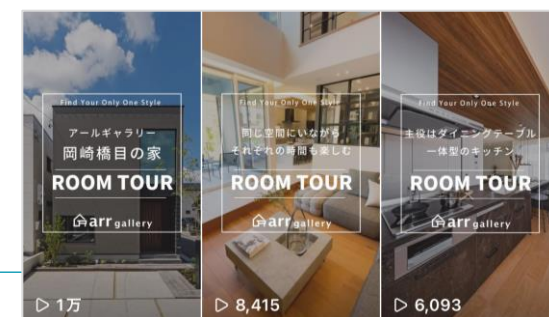 Find Your Only One Style
アールギャラリー
岡崎橋目の家
ROOM TOUR
arr gallery
1万
Find Your Only One Style
同じ空間にいながら
それぞれの時間も楽しむ
ROOM TOUR
arr gallery
8,415
Find Your Only One Style
主役はダイニングテーブル
一体型のキッチン
ROOM TOUR
arr gallery
6,093